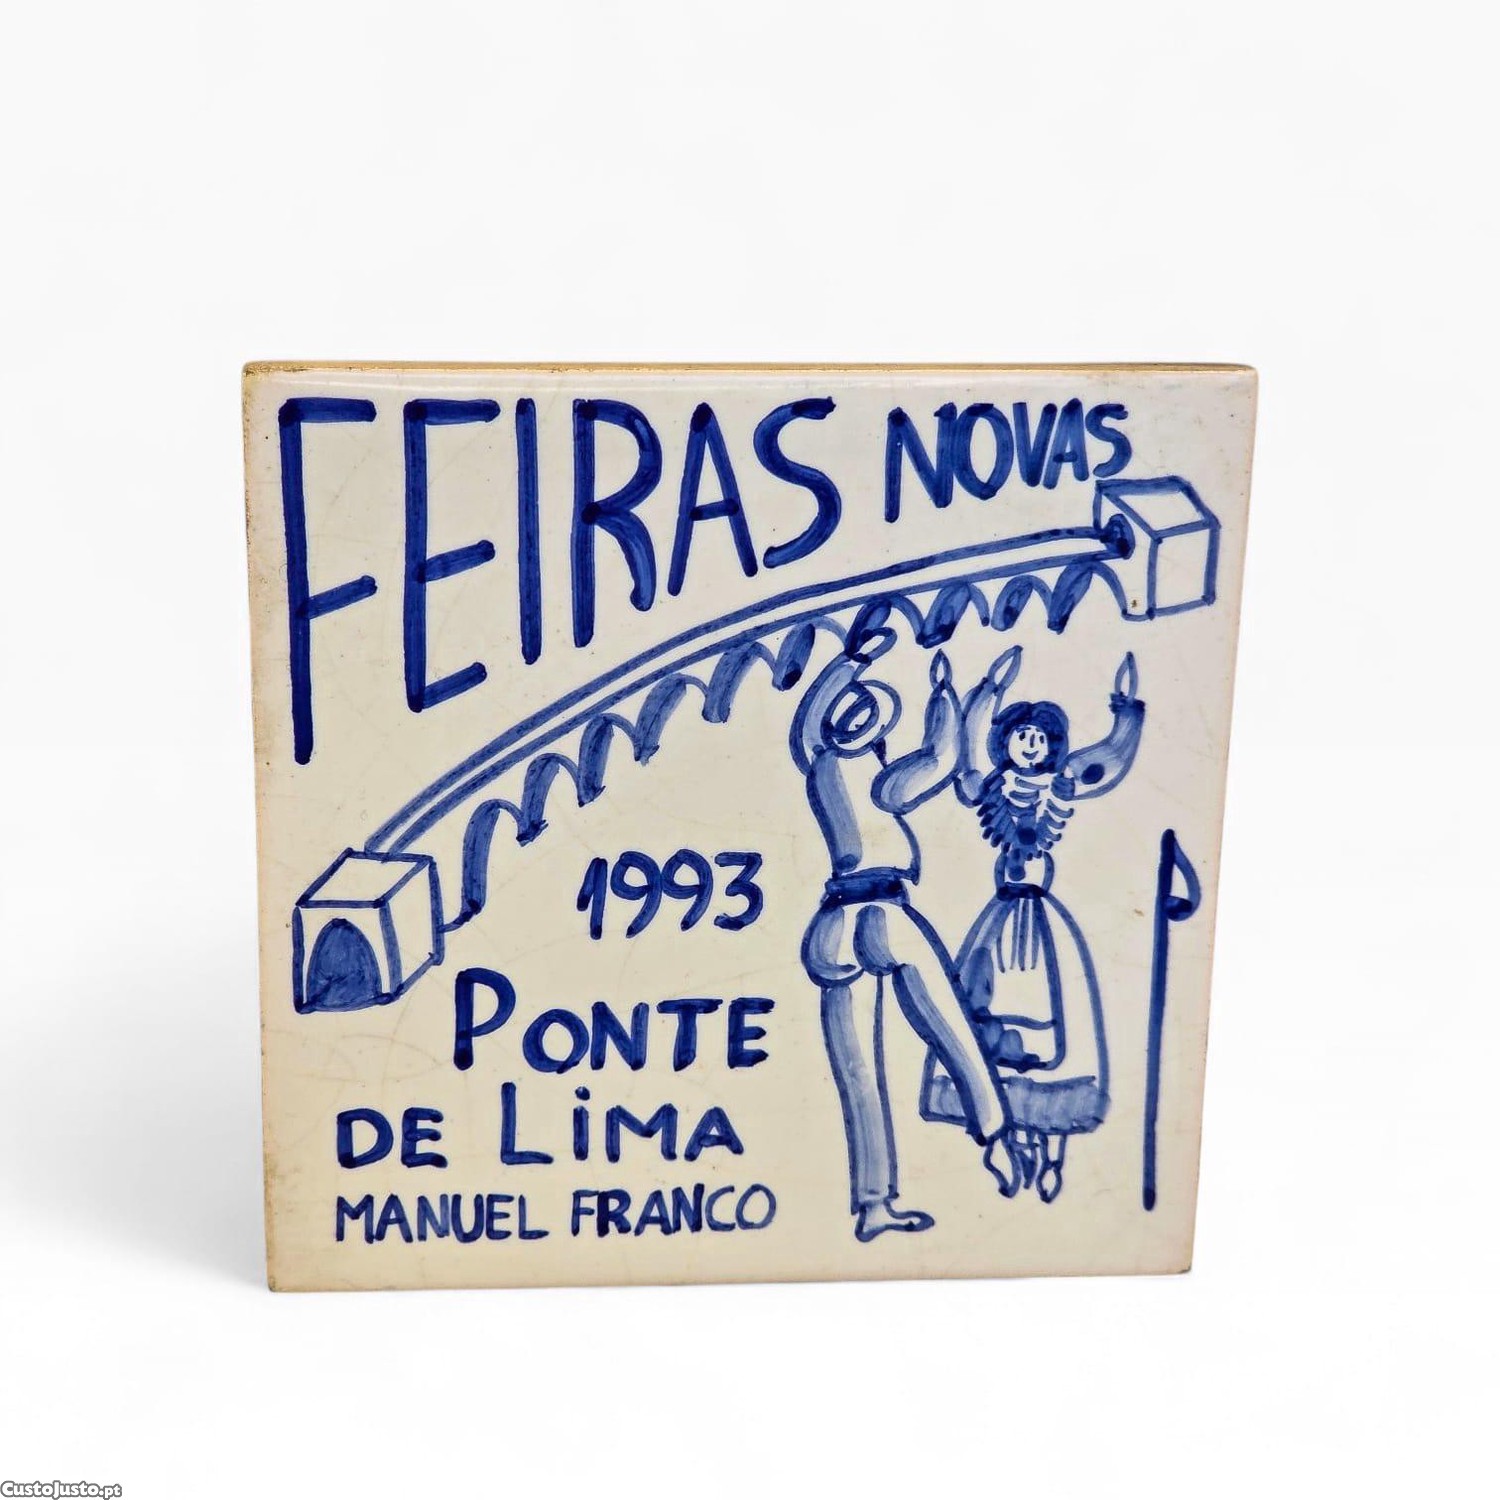 FEIRAS NOVAS
1993
PONTE
DE LiMA
MANUEL FRANCO
CustoJusto.pt